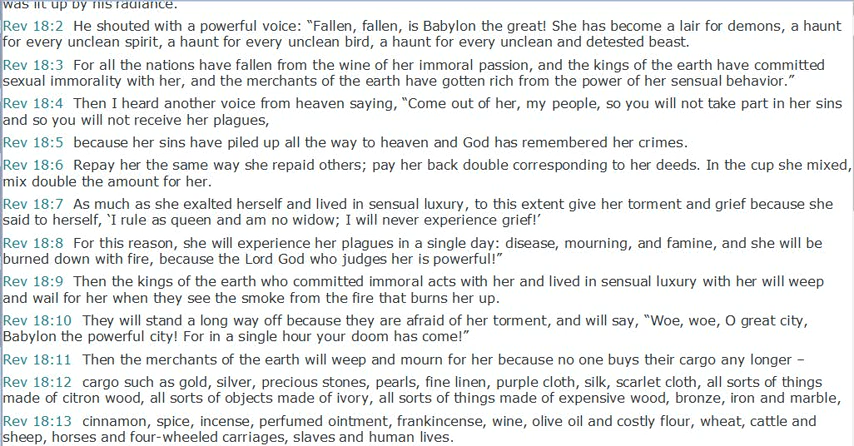 was lit up by his radiance.
Rev 18:2 He shouted with a powerful voice: “Fallen, fallen, is Babylon the great! She has become a lair for demons, a haunt
for every unclean spirit, a haunt for every unclean bird, a haunt for every unclean and detested beast.
Rev 18:3 For all the nations have fallen from the wine of her immoral passion, and the kings of the earth have committed
sexual immorality with her, and the merchants of the earth have gotten rich from the power of her sensual behavior.”
Rev 18:4 Then I heard another voice from heaven saying, “Come out of her, my people, so you will not take part in her sins
and so you will not receive her plagues,
Rev 18:5 because her sins have piled up all the way to heaven and God has remembered her crimes.
Rev 18:6 Repay her the same way she repaid others; pay her back double corresponding to her deeds. In the cup she mixed,
mix double the amount for her.
Rev 18:7 As much as she exalted herself and lived in sensual luxury, to this extent give her torment and grief because she
said to herself, ‘I rule as queen and am no widow; I will never experience grief!’
Rev 18:8 For this reason, she will experience her plagues in a single day: disease, mourning, and famine, and she will be
burned down with fire, because the Lord God who judges her is powerful!”
Rev 18:9 Then the kings of the earth who committed immoral acts with her and lived in sensual luxury with her will weep
and wail for her when they see the smoke from the fire that burns her up.
Rev 18:10 They will stand a long way off because they are afraid of her torment, and will say, “Woe, woe, O great city,
Babylon the powerful city! For in a single hour your doom has come!”
Rev 18:11 Then the merchants of the earth will weep and mourn for her because no one buys their cargo any longer –
Rev 18:12 cargo such as gold, silver, precious stones, pearls, fine linen, purple cloth, silk, scarlet cloth, all sorts of things
made of citron wood, all sorts of objects made of ivory, all sorts of things made of expensive wood, bronze, iron and marble,
Rev 18:13 cinnamon, spice, incense, perfumed ointment, frankincense, wine, olive oil and costly flour, wheat, cattle and
sheep, horses and four-wheeled carriages, slaves and human lives.